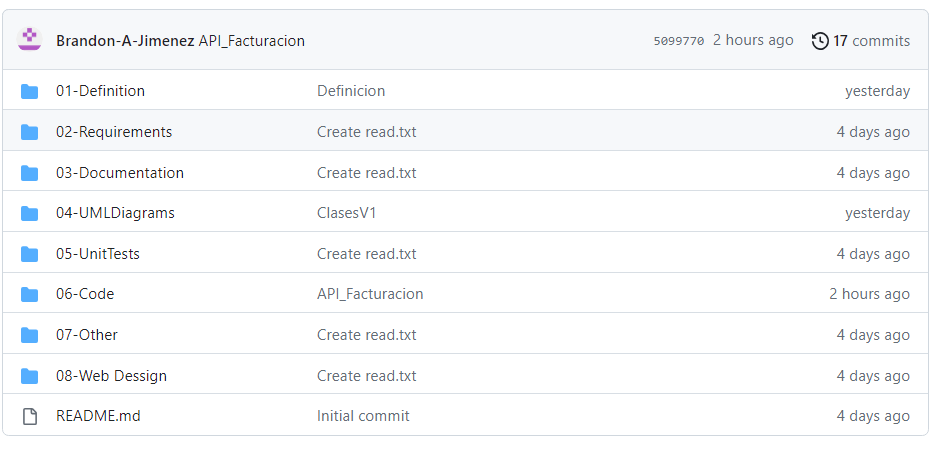 Brandon-A-Jimenez API_Facturacion 5099770 2 hours ago 17 commits
01-Definition Definicion yesterday
02-Requirements Create read.txt 4 days ago
03-Documentation Create read.txt 4 days ago
04-UMLDiagrams ClasesV1 yesterday
05-UnitTests Create read.txt 4 days ago
06-Code API_Facturacion 2 hours ago
07-Other Create read.txt 4 days ago
08-Web Dessign Create read.txt 4 days ago
README.md Initial commit 4 days ago